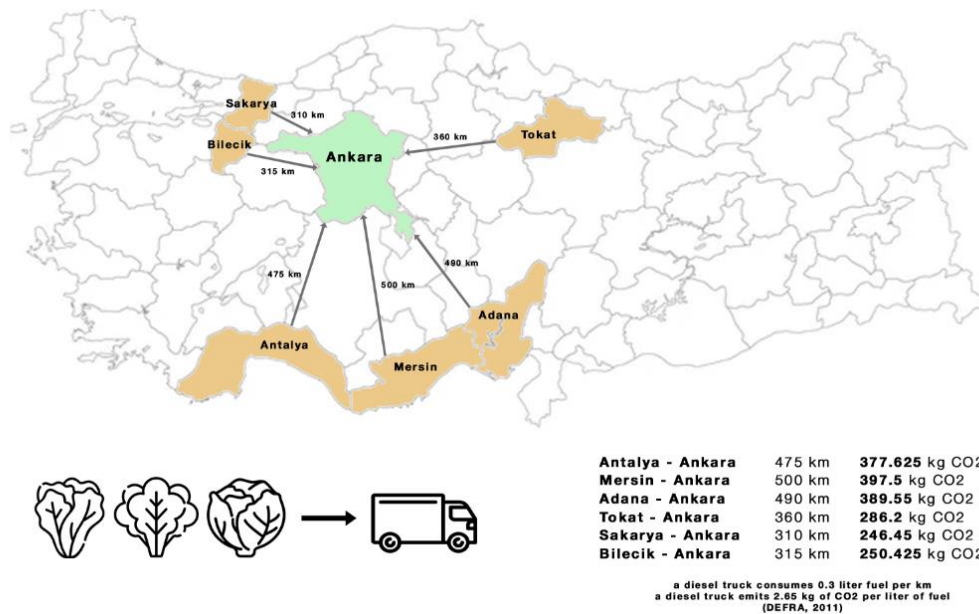 Sakarya
310 km
Bilecik
315 km
Ankara
360 km
Tokat
475 km
500 km
490 km
Antalya
Mersin
Adana
Antalya - Ankara 475 km 377.625 kg CO2
Mersin - Ankara 500 km 397.5 kg CO2
Adana - Ankara 490 km 389.55 kg CO2
Tokat - Ankara 360 km 286.2 kg CO2
Sakarya - Ankara 310 km 246.45 kg CO2
Bilecik - Ankara 315 km 250.425 kg CO2
a diesel truck consumes 0.3 liter fuel per km
a diesel truck emits 2.65 kg of CO2 per liter of fuel
(DEFRA, 2011)